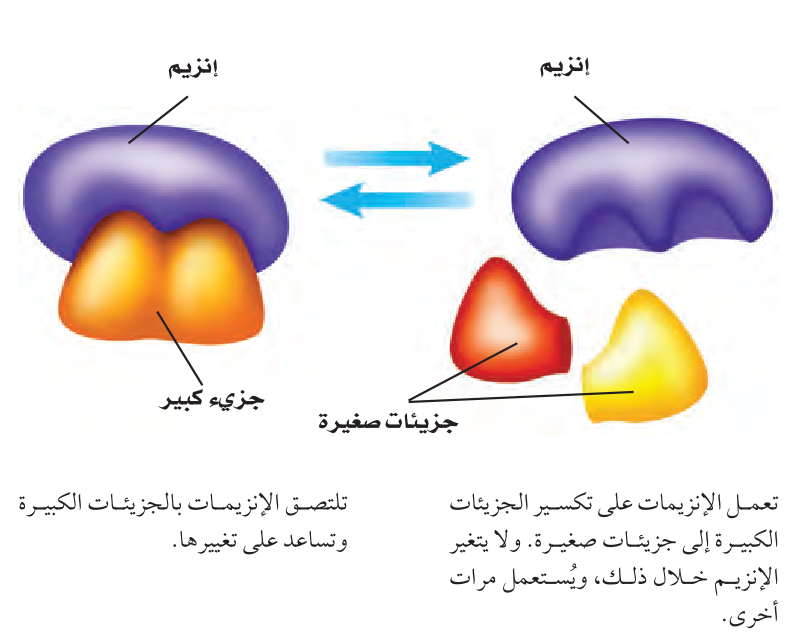 إنزيم
إنزيم
جزيء كبير
جزيئات صغيرة
تعمل الإنزيمات على تكسير الجزيئات
الكبيرة إلى جزيئات صغيرة. ولا يتغير
الإنزيم خلال ذلك، ويُستعمل مرات
أخرى.
تلتصق الإنزيمات بالجزيئات الكبيرة
وتساعد على تغييرها.